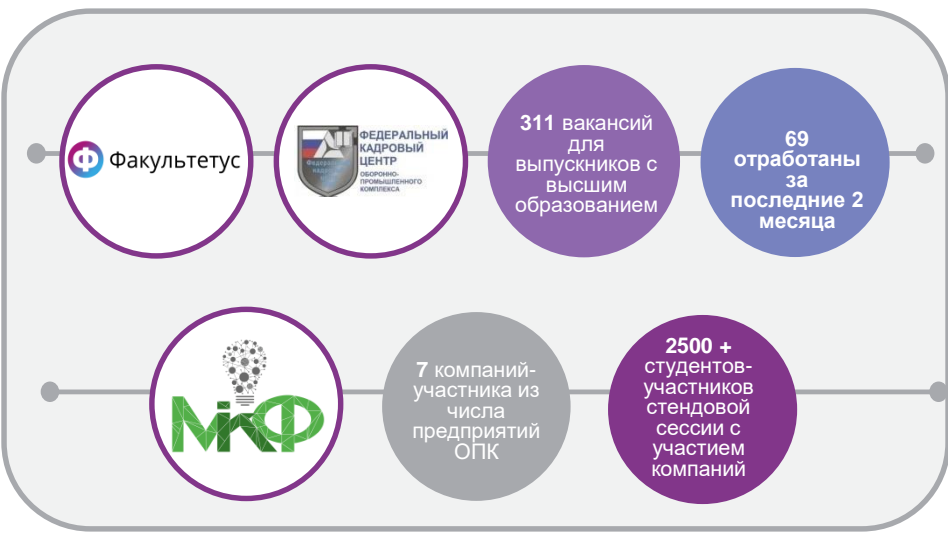 Ф Факультетус
ФЕДЕРАЛЬНЫЙ
КАДРОВЫЙ
ЦЕНТР
ОБОРОННО-
ПРОМЫШЛЕННОГО
КОМПЛЕКСА
311 вакансий
для
выпускников с
высшим
образованием
69
отработаны
за
последние 2
месяца
МкФ
7 компаний-
участника из
числа
предприятий
ОПК
2500 +
студентов-
участников
стендовой
сессии с
участием
компаний